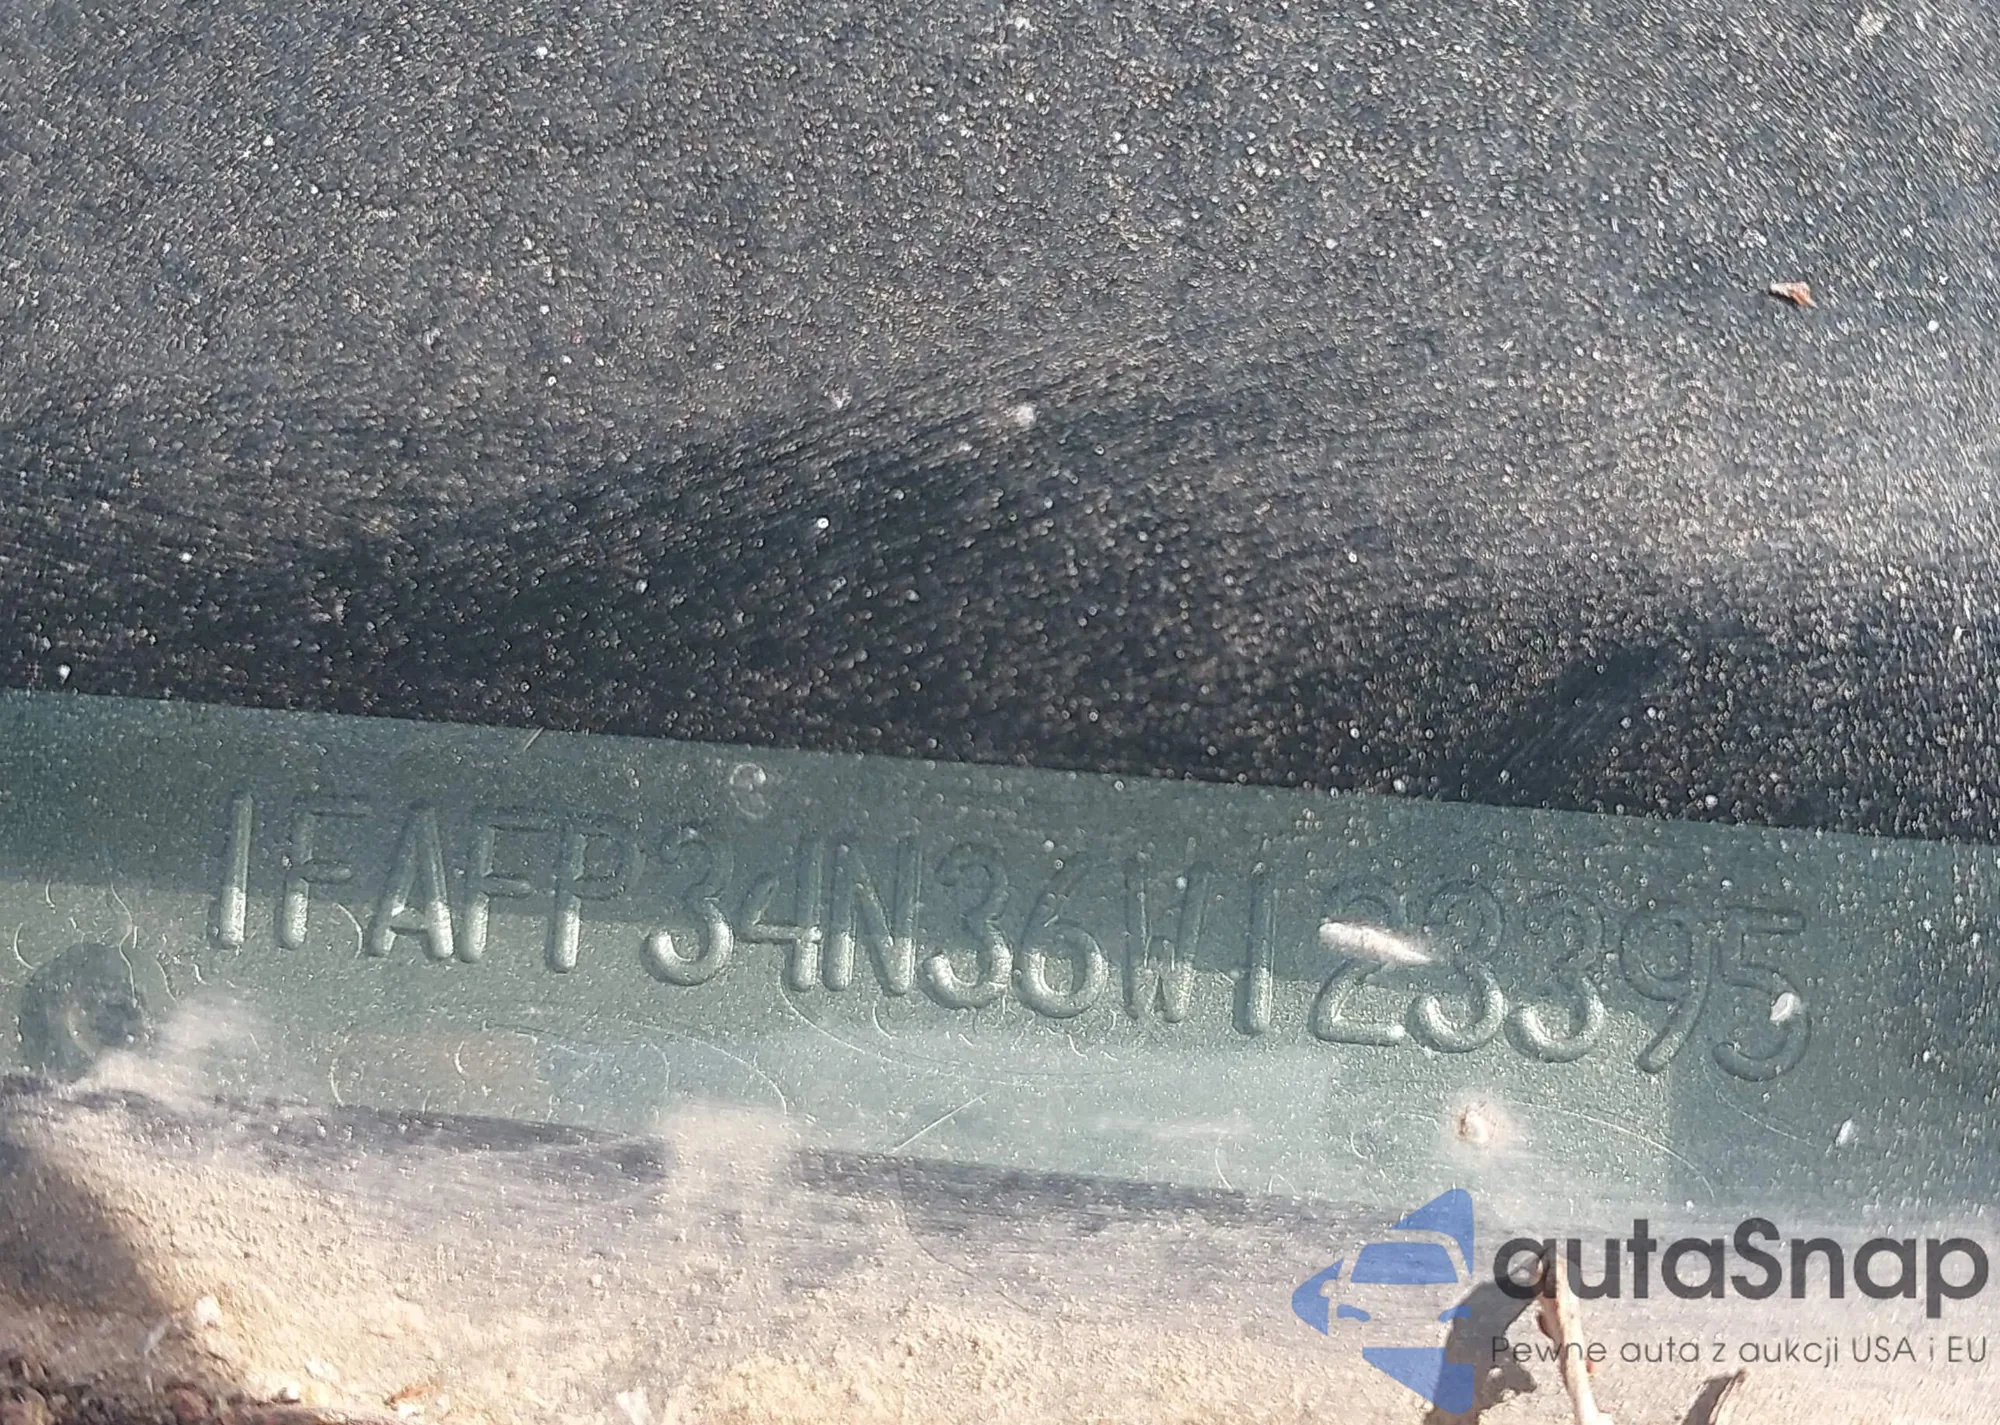 1FAFP34N36W123395
autaSnap
Pewne auta z aukcji USA i EU